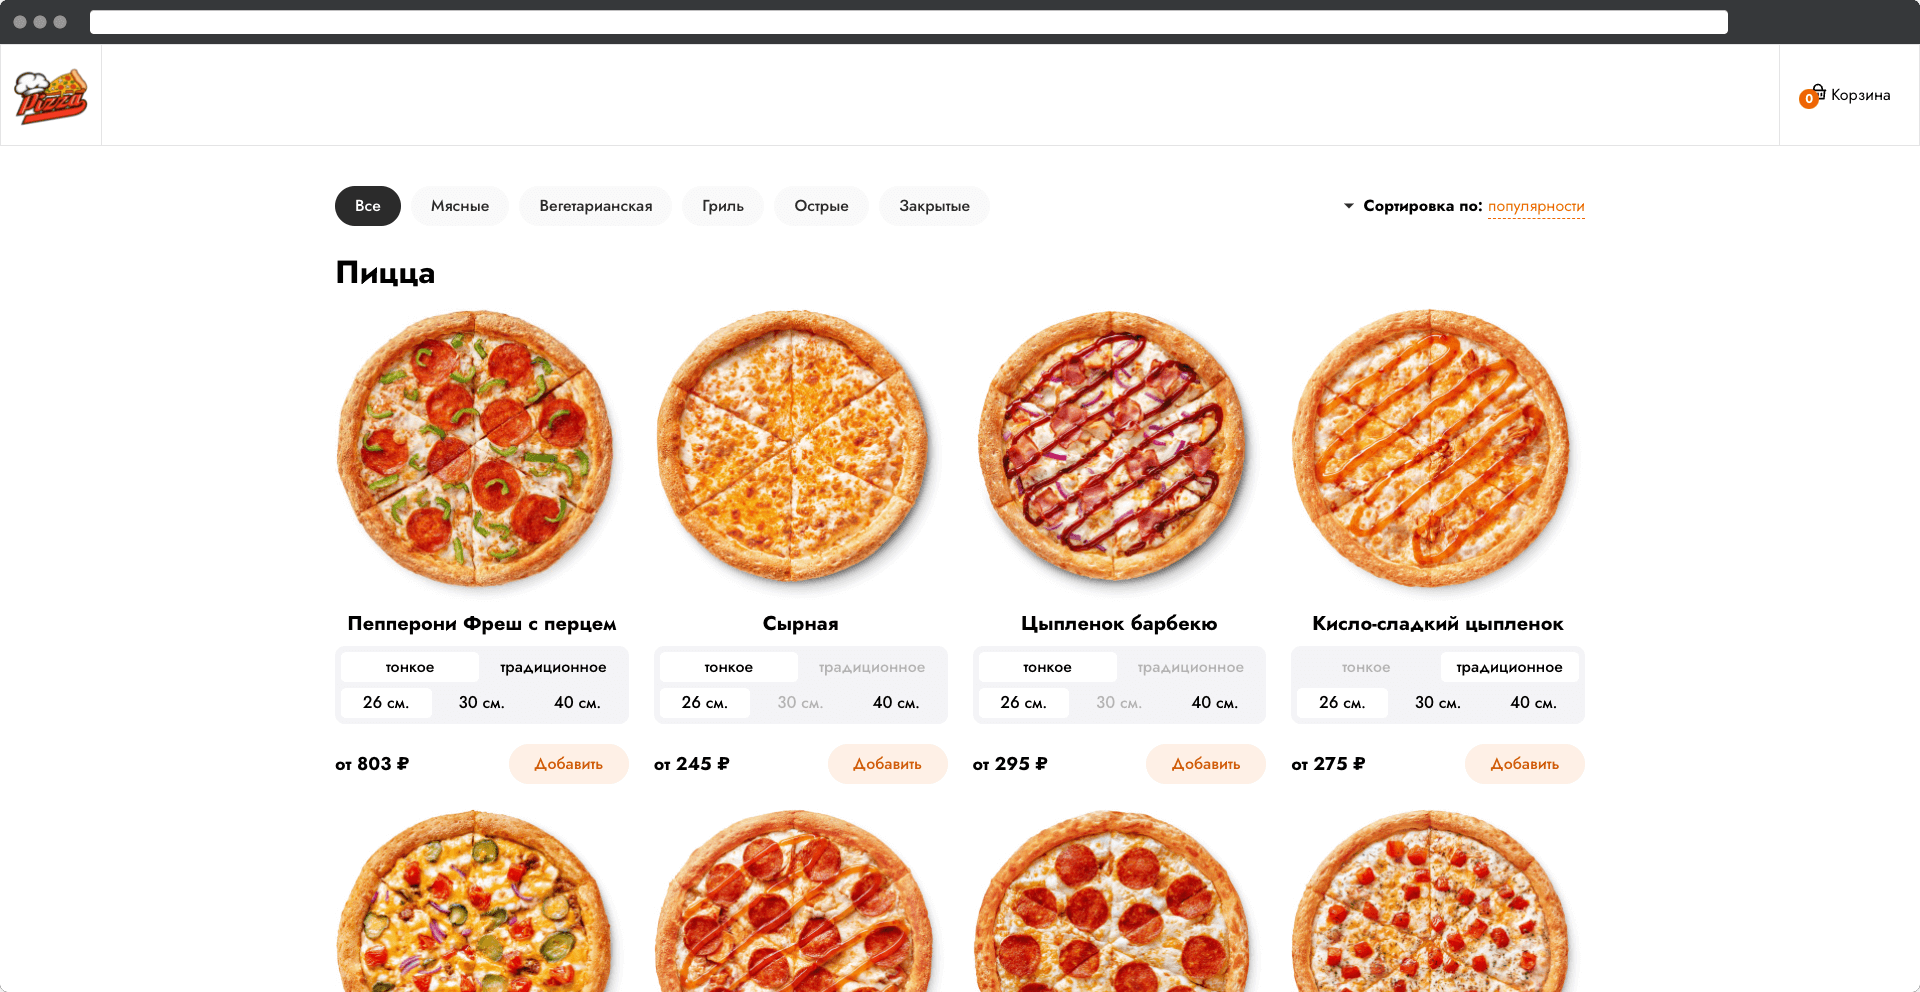 Pizza
0 Корзина
Все Мясные Вегетарианская Гриль Острые Закрытые Сортировка по: популярности
Пицца
Пепперони Фреш с перцем Сырная Цыпленок барбекю Кисло-сладкий цыпленок
тонкое традиционное тонкое традиционное тонкое традиционное тонкое традиционное
26 см. 30 см. 40 см. 26 см. 30 см. 40 см. 26 см. 30 см. 40 см. 26 см. 30 см. 40 см.
от 803 ₽ Добавить от 245 ₽ Добавить от 295 ₽ Добавить от 275 ₽ Добавить